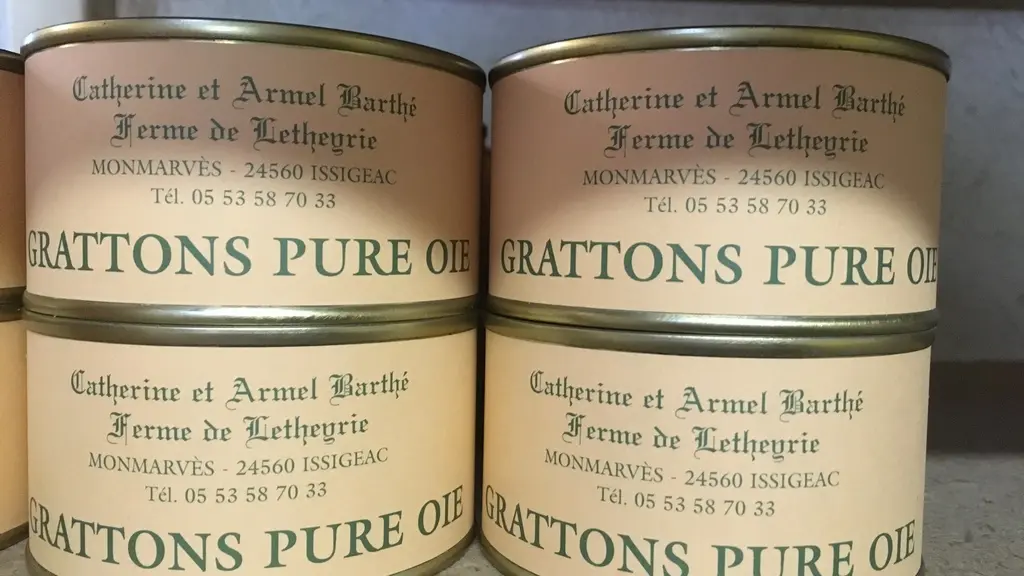 Catherine et Armel Barthé
Ferme de Letheyrie
MONMARVÈS - 24560 ISSIGEAC
Tél. 05 53 58 70 33
GRATTONS PURE OIE
Catherine et Armel Barthé
Ferme de Letheyrie
MONMARVÈS - 24560 ISSIGEAC
Tél. 05 53 58 70 33
GRATTONS PURE OIE
Catherine et Armel Barthé
Ferme de Letheyrie
MONMARVÈS - 24560 ISSIGEAC
Tél. 05 53 58 70 33
GRATTONS PURE OIE
Catherine et Armel Barthé
Ferme de Letheyrie
MONMARVÈS - 24560 ISSIGEAC
Tél. 05 53 58 70 33
GRATTONS PURE OIE